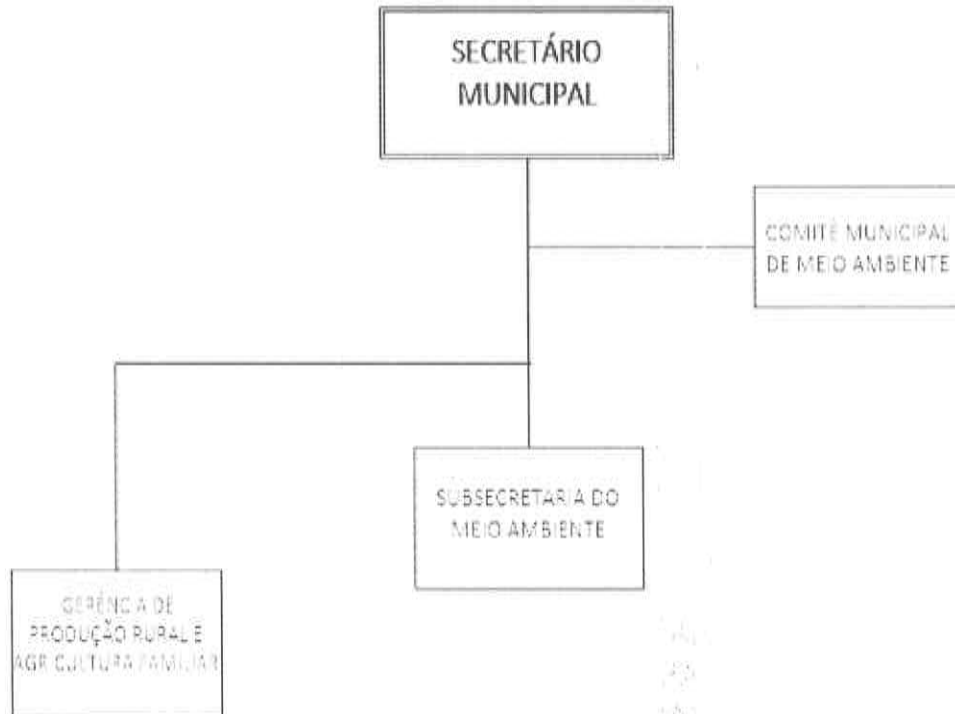 SECRETÁRIO
MUNICIPAL
COMITÊ MUNICIPAL
DE MEIO AMBIENTE
SUBSECRETARIA DO
MEIO AMBIENTE
GERÊNCIA DE
PRODUÇÃO RURAL E
AGRICULTURA FAMILIAR